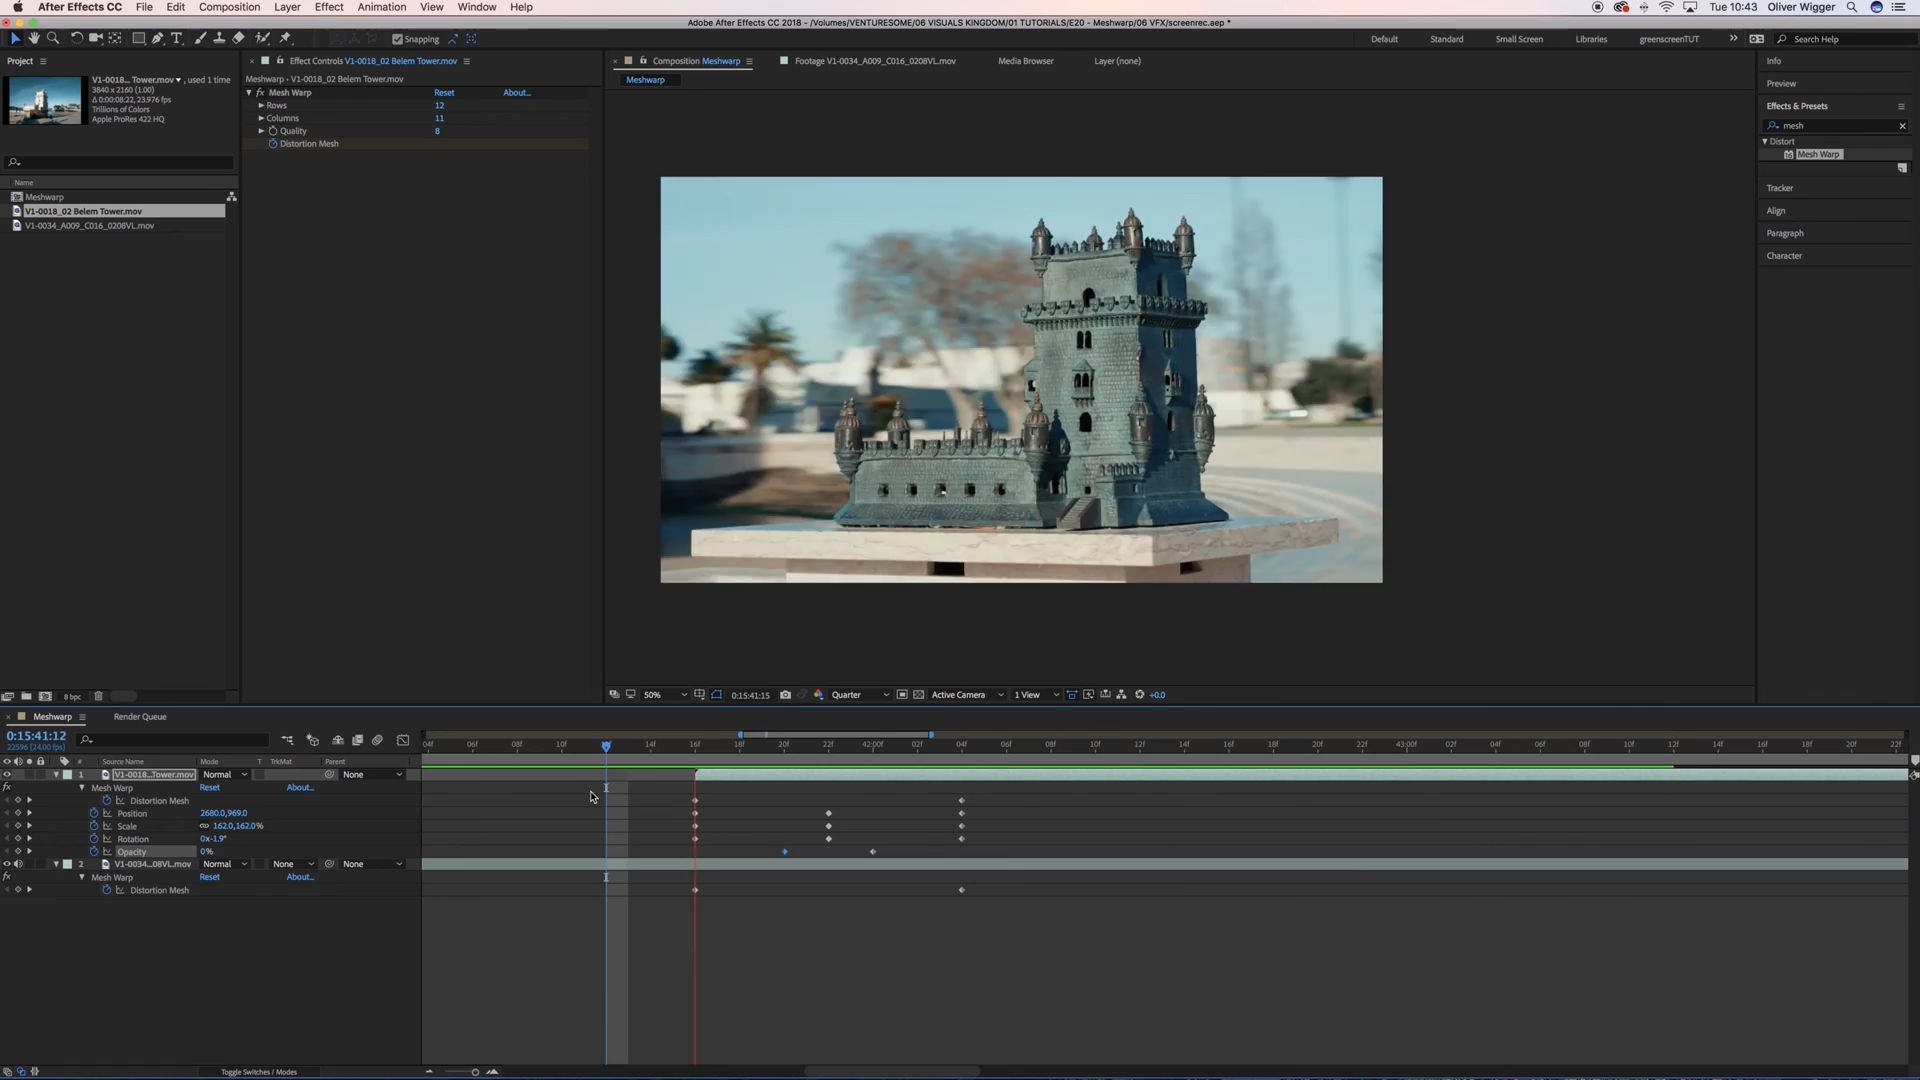 After Effects CC File Edit Composition Layer Effect Animation View Window Help Tue 10:43 Oliver Wigger
Adobe After Effects CC 2018 - /Volumes/VENTURESOME/06 VISUALS KINGDOM/01 TUTORIALS/E20 - Meshwarp/06 VFX/screenrec.aep *
Snapping Default Standard Small Screen Libraries greenscreenTUT Search Help
Project
V1-0018... Tower.mov, used 1 time
3840 x 2160 (1.00)
Δ 0:00:08:22, 23.976 fps
Trillions of Colors
Apple ProRes 422 HQ
Name
Meshwarp
V1-0018_02 Belem Tower.mov
V1-0034_A009_C016_0208VL.mov
8 bpc
Effect Controls V1-0018_02 Belem Tower.mov
Meshwarp • V1-0018_02 Belem Tower.mov
fx Mesh Warp Reset About...
Rows 12
Columns 11
Quality 8
Distortion Mesh
Composition Meshwarp Footage V1-0034_A009_C016_0208VL.mov Media Browser Layer (none)
Meshwarp
50% 0:15:41:15 Quarter Active Camera 1 View +0.0
Info
Preview
Effects & Presets
mesh
Distort
Mesh Warp
Tracker
Align
Paragraph
Character
Meshwarp Render Queue
0:15:41:12
22596 (24.00 fps)
04f 06f 08f 10f 12f 14f 16f 18f 20f 22f 42:00f 02f 04f 06f 08f 10f 12f 14f 16f 18f 20f 22f 43:00f 02f 04f 06f 08f 10f 12f 14f 16f 18f 20f 22f
# Source Name Mode T TrkMat Parent
1 V1-0018...Tower.mov Normal None
fx Mesh Warp Reset About...
Distortion Mesh
Position 2680.0,969.0
Scale 162.0,162.0%
Rotation 0x-1.9°
Opacity 0%
2 V1-0034...08VL.mov Normal None None
fx Mesh Warp Reset About...
Distortion Mesh
Toggle Switches / Modes